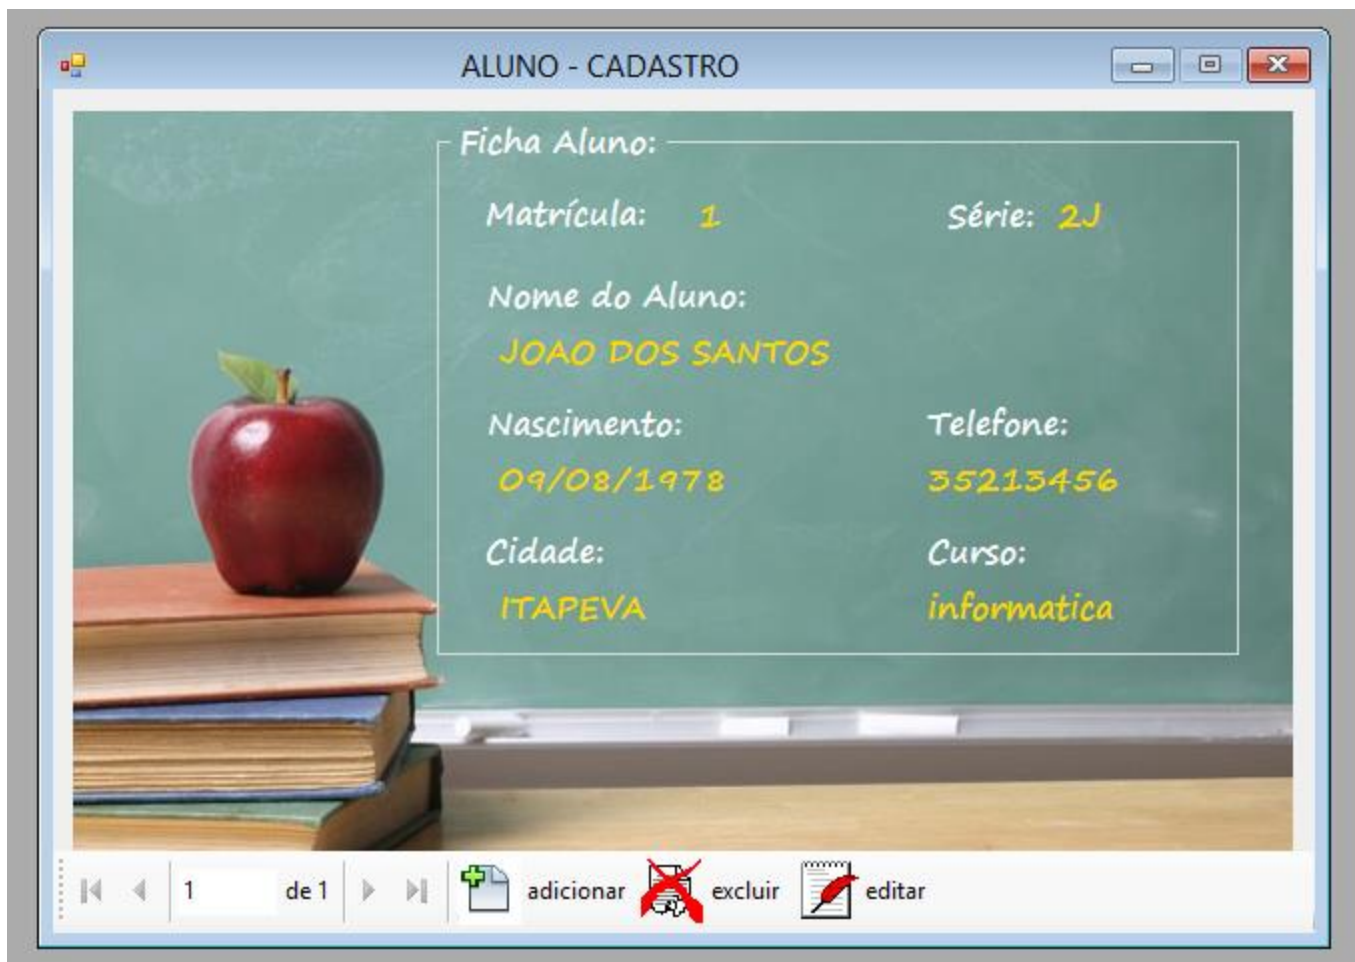 ALUNO - CADASTRO
Ficha Aluno:
Matrícula: 1 Série: 2J
Nome do Aluno:
JOAO DOS SANTOS
Nascimento: Telefone:
09/08/1978 35213456
Cidade: Curso:
ITAPEVA informatica
1 de 1 adicionar excluir editar